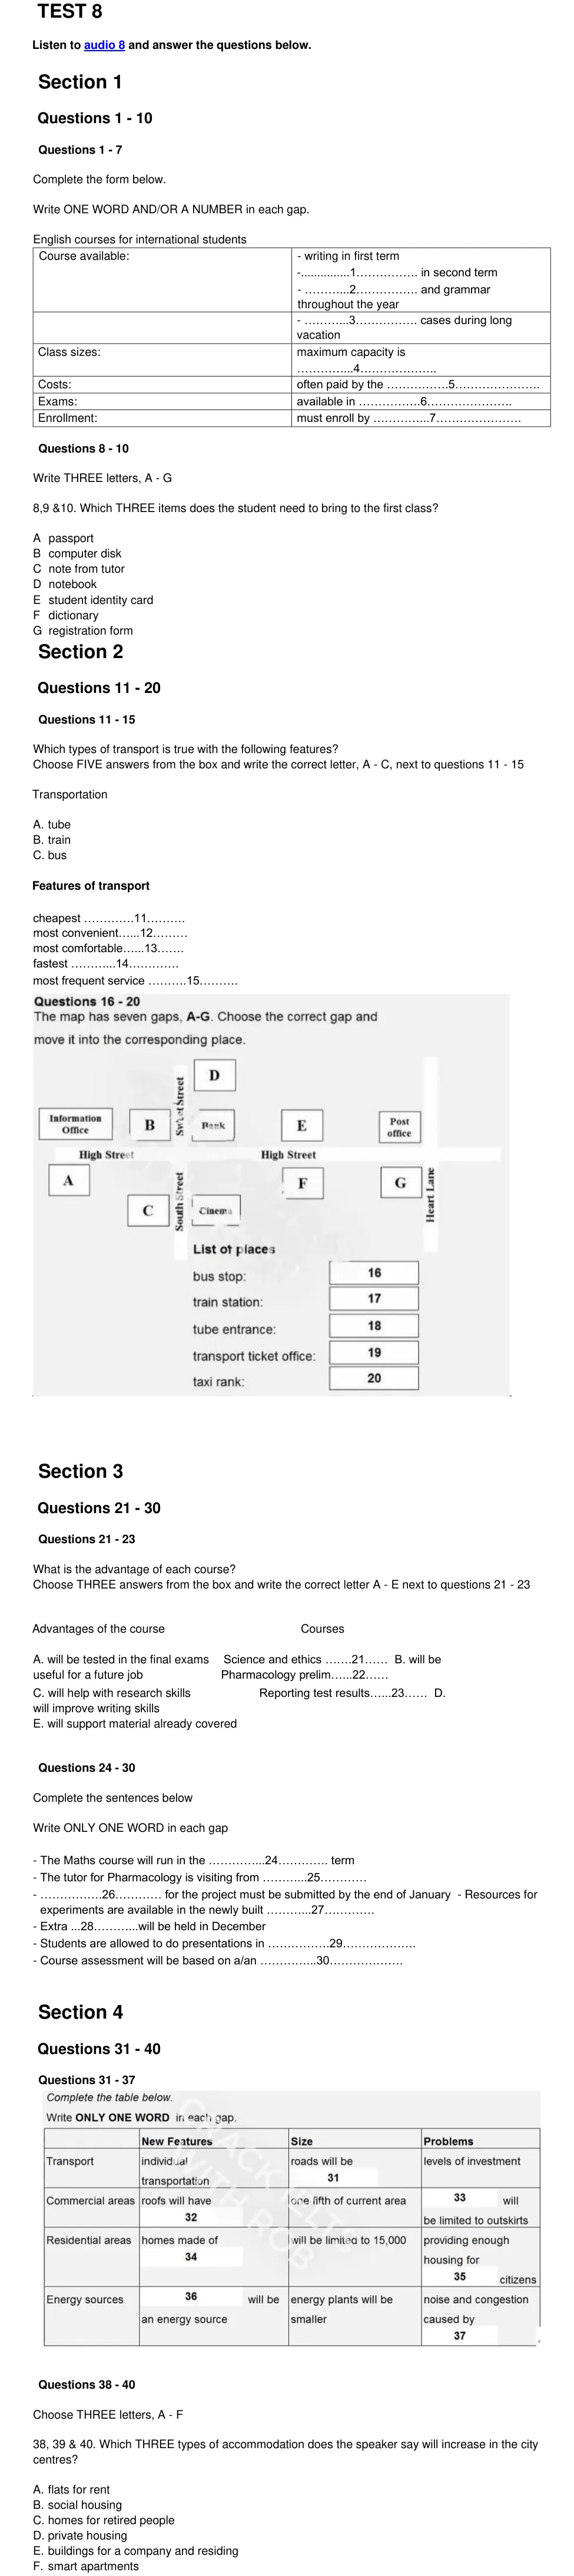 TEST 8
Listen to audio 8 and answer the questions below.
Section 1
Questions 1 - 10
Questions 1 - 7
Complete the form below.
Write ONE WORD AND/OR A NUMBER in each gap.
English courses for international students
Course available:
- writing in first term
-...............1……………. in second term
- ………...2……………. and grammar
throughout the year
- ………...3……………. cases during long
vacation
Class sizes:
maximum capacity is
…………...4………………..
Costs:
often paid by the …………….5………………….
Exams:
available in …………….6………………….
Enrollment:
must enroll by …………...7…………………
Questions 8 - 10
Write THREE letters, A - G
8,9 &10. Which THREE items does the student need to bring to the first class?
A passport
B computer disk
C note from tutor
D notebook
E student identity card
F dictionary
G registration form
Section 2
Questions 11 - 20
Questions 11 - 15
Which types of transport is true with the following features?
Choose FIVE answers from the box and write the correct letter, A - C, next to questions 11 - 15
Transportation
A. tube
B. train
C. bus
Features of transport
cheapest ………….11……….
most convenient…...12………
most comfortable…...13…….
fastest ………...14………….
most frequent service ……….15……….
Questions 16 - 20
The map has seven gaps, A-G. Choose the correct gap and
move it into the corresponding place.
D
Sweet Street
Information
Office
B
Bank
E
Post
office
High Street
High Street
A
F
G
C
South Street
Cinema
Heart Lane
List of places
bus stop:
16
train station:
17
tube entrance:
18
transport ticket office:
19
taxi rank:
20
Section 3
Questions 21 - 30
Questions 21 - 23
What is the advantage of each course?
Choose THREE answers from the box and write the correct letter A - E next to questions 21 - 23
Advantages of the course Courses
A. will be tested in the final exams Science and ethics …….21…… B. will be
useful for a future job Pharmacology prelim…...22……
C. will help with research skills Reporting test results…...23…… D.
will improve writing skills
E. will support material already covered
Questions 24 - 30
Complete the sentences below
Write ONLY ONE WORD in each gap
- The Maths course will run in the …………...24…………. term
- The tutor for Pharmacology is visiting from ………...25…………
- …………….26………… for the project must be submitted by the end of January - Resources for
experiments are available in the newly built ………...27………….
- Extra ...28………...will be held in December
- Students are allowed to do presentations in …………….29……………….
- Course assessment will be based on a/an …………...30……………….
Section 4
Questions 31 - 40
Questions 31 - 37
Complete the table below.
Write ONLY ONE WORD in each gap.
New Features
Size
Problems
Transport
individual
transportation
roads will be
31
levels of investment
Commercial areas
roofs will have
32
one fifth of current area
33 will
be limited to outskirts
Residential areas
homes made of
34
will be limited to 15,000
providing enough
housing for
35 citizens
Energy sources
36 will be
an energy source
energy plants will be
smaller
noise and congestion
caused by
37
CRACK IELTS
WITH ROB
Questions 38 - 40
Choose THREE letters, A - F
38, 39 & 40. Which THREE types of accommodation does the speaker say will increase in the city
centres?
A. flats for rent
B. social housing
C. homes for retired people
D. private housing
E. buildings for a company and residing
F. smart apartments